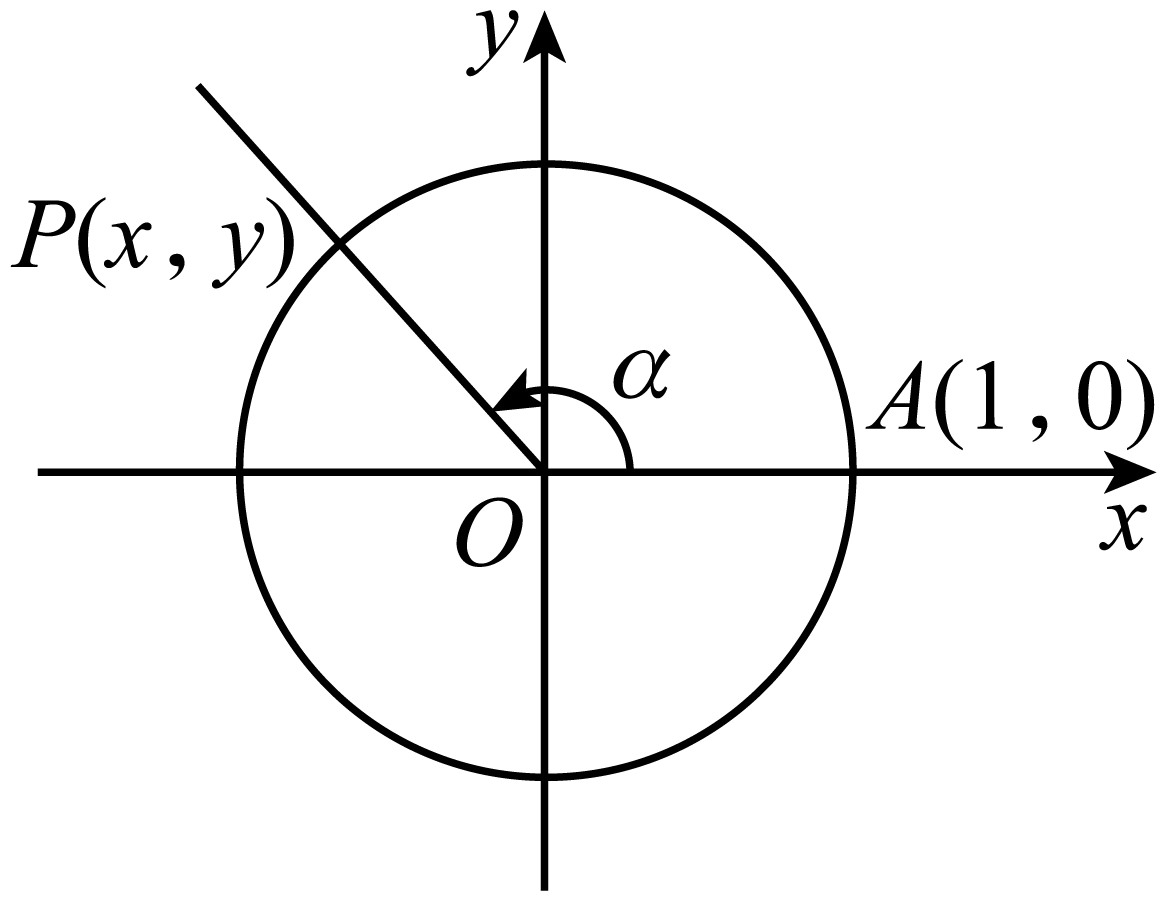 y
P(x, y)
α
A(1, 0)
O
x